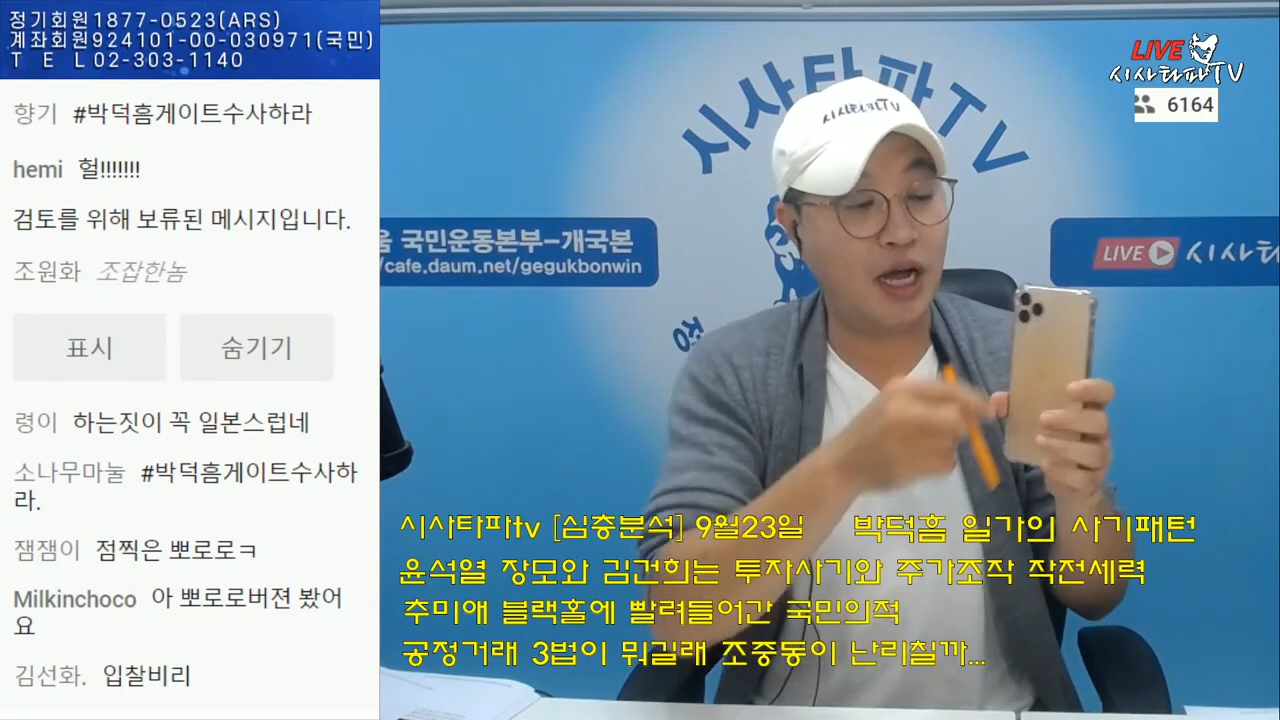 정기회원1877-0523(ARS)
계좌회원924101-00-030971(국민)
T E L 02-303-1140
향기 #박덕흠게이트수사하라
hemi 헐!!!!!!!
검토를 위해 보류된 메시지입니다.
조원화 조잡한놈
표시 숨기기
령이 하는짓이 꼭 일본스럽네
소나무마눌 #박덕흠게이트수사하
라.
잼잼이 점찍은 뽀로로ㅋ
Milkinchoco 아 뽀로로버젼 봤어
요
김선화. 입찰비리
LIVE
시사타파TV
6164
시사타파TV
시사타파TV
움 국민운동본부-개국본
/cafe.daum.net/gegukbonwin
LIVE 시사타
정
시사타파tv [심층분석] 9월23일 박덕흠 일가의 사기패턴
윤석열 장모와 김건희는 투자사기와 주가조작 작전세력
추미애 블랙홀에 빨려들어간 국민의적
공정거래 3법이 뭐길래 조중동이 난리칠까...